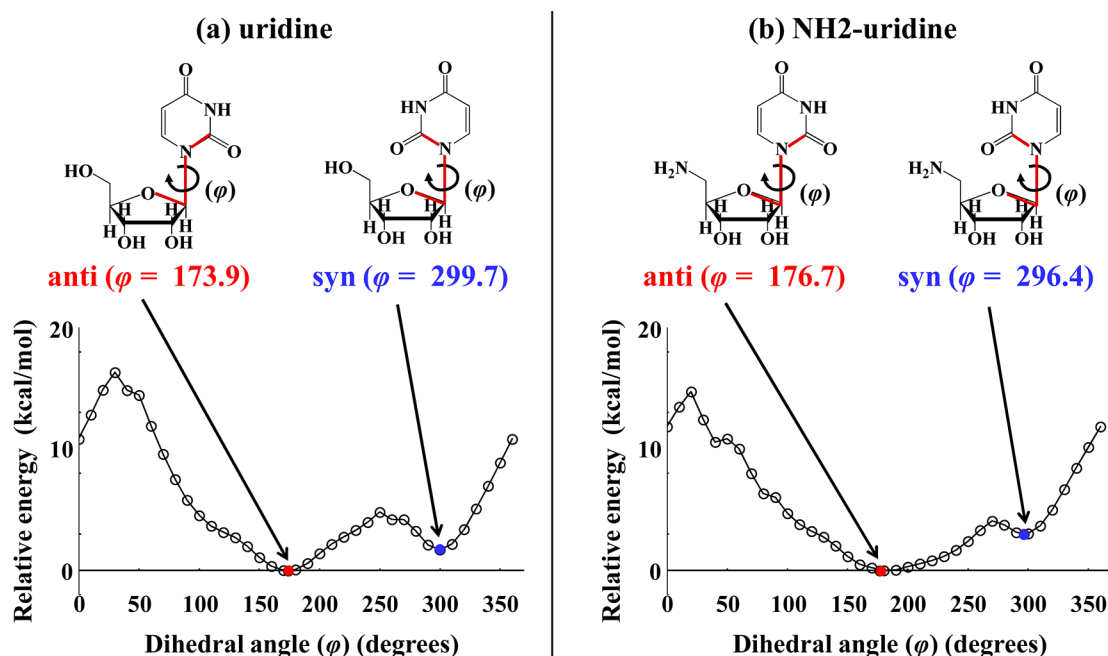 (a) uridine
O
NH
N
O
HO
O
(φ)
H
H
H
H
OH
OH
anti (φ = 173.9)
O
HN
O
N
HO
O
(φ)
H
H
H
H
OH
OH
syn (φ = 299.7)
Relative energy (kcal/mol)
20
10
0
0
50
100
150
200
250
300
350
Dihedral angle (φ) (degrees)
(b) NH2-uridine
O
NH
N
O
H₂N
O
(φ)
H
H
H
H
OH
OH
anti (φ = 176.7)
O
HN
O
N
H₂N
O
(φ)
H
H
H
H
OH
OH
syn (φ = 296.4)
Relative energy (kcal/mol)
20
10
0
0
50
100
150
200
250
300
350
Dihedral angle (φ) (degrees)